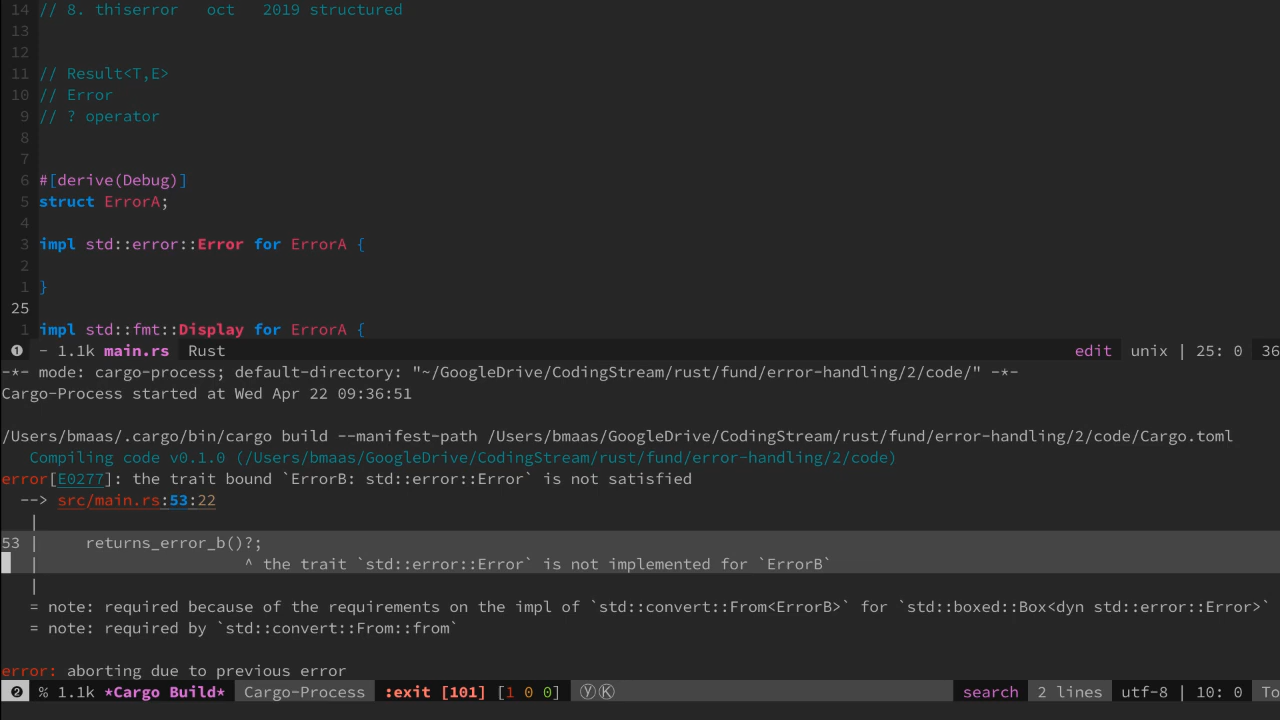 14 // 8. thiserror   oct   2019 structured
13
12
11 // Result<T,E>
10 // Error
9 // ? operator
8
7
6 #[derive(Debug)]
5 struct ErrorA;
4
3 impl std::error::Error for ErrorA {
2
1 }
25
1 impl std::fmt::Display for ErrorA {
❶ - 1.1k main.rs Rust edit unix | 25: 0 36
-*- mode: cargo-process; default-directory: "~/GoogleDrive/CodingStream/rust/fund/error-handling/2/code/" -*-
Cargo-Process started at Wed Apr 22 09:36:51
/Users/bmaas/.cargo/bin/cargo build --manifest-path /Users/bmaas/GoogleDrive/CodingStream/rust/fund/error-handling/2/code/Cargo.toml
   Compiling code v0.1.0 (/Users/bmaas/GoogleDrive/CodingStream/rust/fund/error-handling/2/code)
error[E0277]: the trait bound `ErrorB: std::error::Error` is not satisfied
  --> src/main.rs:53:22
   |
53 |     returns_error_b()?;
   |                      ^ the trait `std::error::Error` is not implemented for `ErrorB`
   |
   = note: required because of the requirements on the impl of `std::convert::From<ErrorB>` for `std::boxed::Box<dyn std::error::Error>`
   = note: required by `std::convert::From::from`
error: aborting due to previous error
❷ % 1.1k *Cargo Build* Cargo-Process :exit [101] [1 0 0] ⓎⓀ search 2 lines utf-8 | 10: 0 To